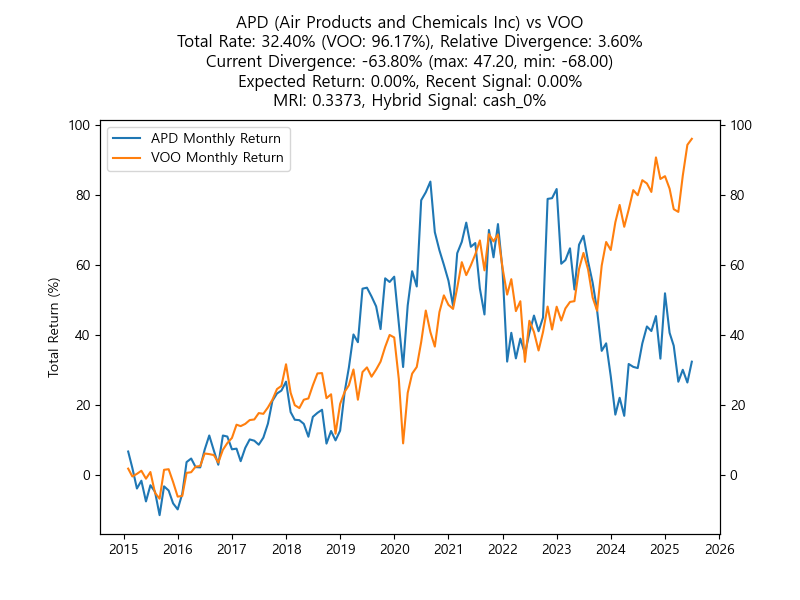 APD (Air Products and Chemicals Inc) vs VOO
Total Rate: 32.40% (VOO: 96.17%), Relative Divergence: 3.60%
Current Divergence: -63.80% (max: 47.20, min: -68.00)
Expected Return: 0.00%, Recent Signal: 0.00%
MRI: 0.3373, Hybrid Signal: cash_0%
APD Monthly Return
VOO Monthly Return
Total Return (%)
100
80
60
40
20
0
100
80
60
40
20
0
2015 2016 2017 2018 2019 2020 2021 2022 2023 2024 2025 2026